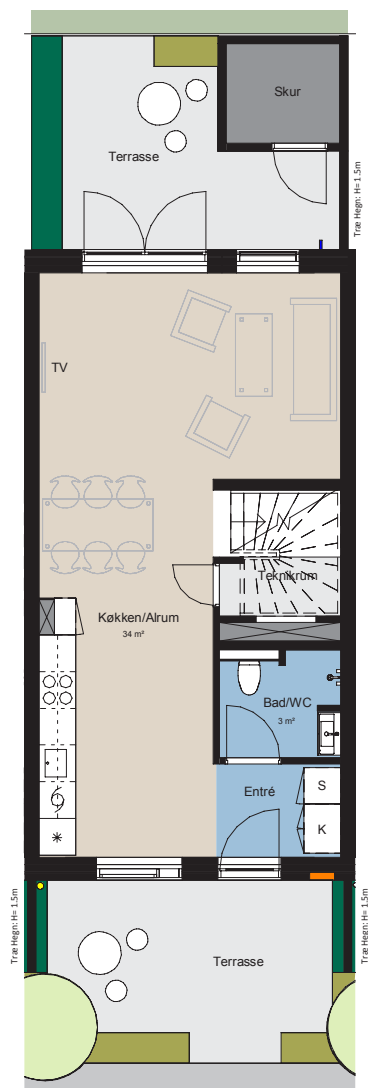 Skur
Terrasse
Træ Hegn: H= 1.5m
TV
Teknikrum
Køkken/Alrum
34 m²
Bad/WC
3 m²
Entré
S
K
Træ Hegn: H= 1.5m
Træ Hegn: H= 1.5m
Terrasse